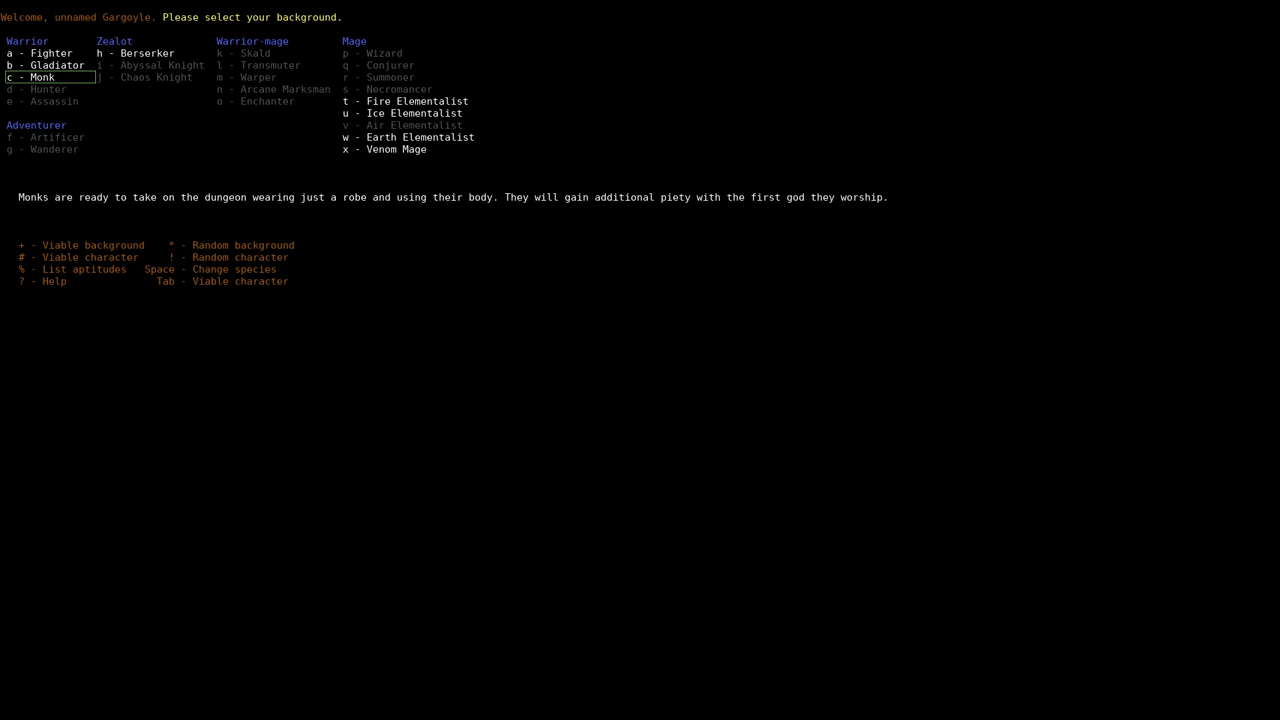 Welcome, unnamed Gargoyle. Please select your background.
Warrior Zealot Warrior-mage Mage
a - Fighter h - Berserker k - Skald p - Wizard
b - Gladiator i - Abyssal Knight l - Transmuter q - Conjurer
c - Monk j - Chaos Knight m - Warper r - Summoner
d - Hunter n - Arcane Marksman s - Necromancer
e - Assassin o - Enchanter t - Fire Elementalist
u - Ice Elementalist
Adventurer v - Air Elementalist
f - Artificer w - Earth Elementalist
g - Wanderer x - Venom Mage
Monks are ready to take on the dungeon wearing just a robe and using their body. They will gain additional piety with the first god they worship.
+ - Viable background * - Random background
# - Viable character ! - Random character
% - List aptitudes Space - Change species
? - Help Tab - Viable character